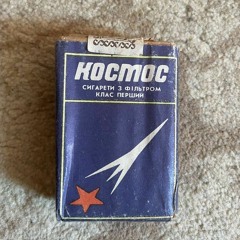 КОСМОС
СИГАРЕТИ З ФІЛЬТРОМ
КЛАС ПЕРШИЙ